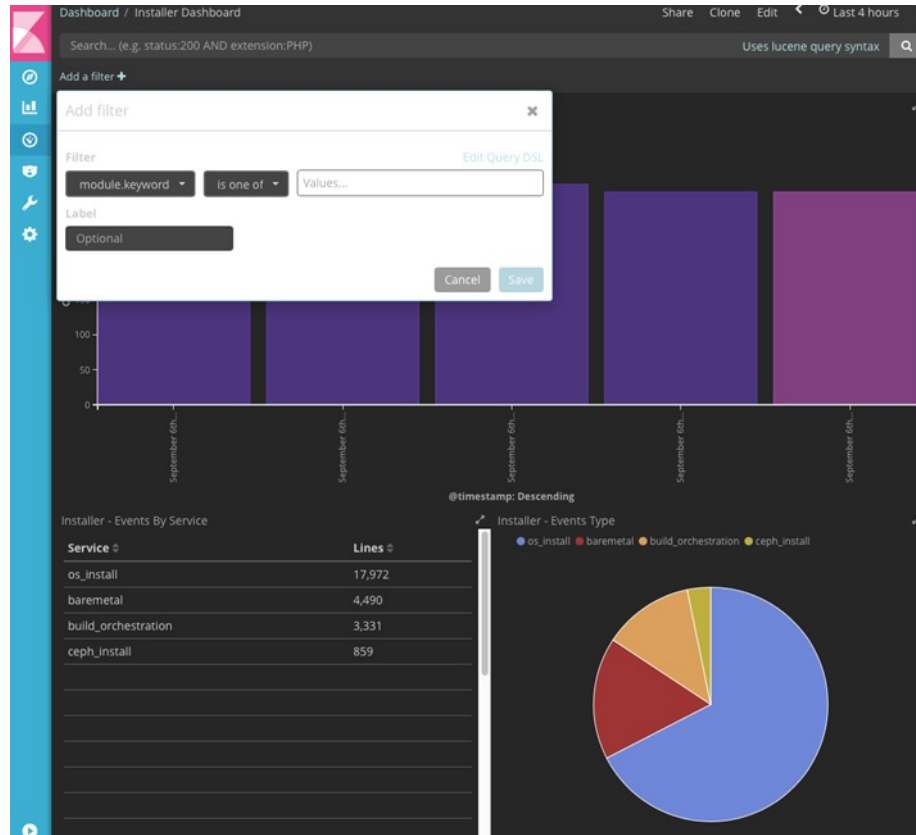 Dashboard / Installer Dashboard
Share Clone Edit Last 4 hours
Search... (e.g. status:200 AND extension:PHP)
Uses lucene query syntax
Add a filter +
Add filter
Filter
Edit Query DSL
module.keyword
is one of
Values...
Label
Optional
Cancel
Save
100
50
0
September 6th...
September 6th...
September 6th...
September 6th...
September 6th...
@timestamp: Descending
Installer - Events By Service
Service Lines
os_install 17,972
baremetal 4,490
build_orchestration 3,331
ceph_install 859
Installer - Events Type
os_install baremetal build_orchestration ceph_install